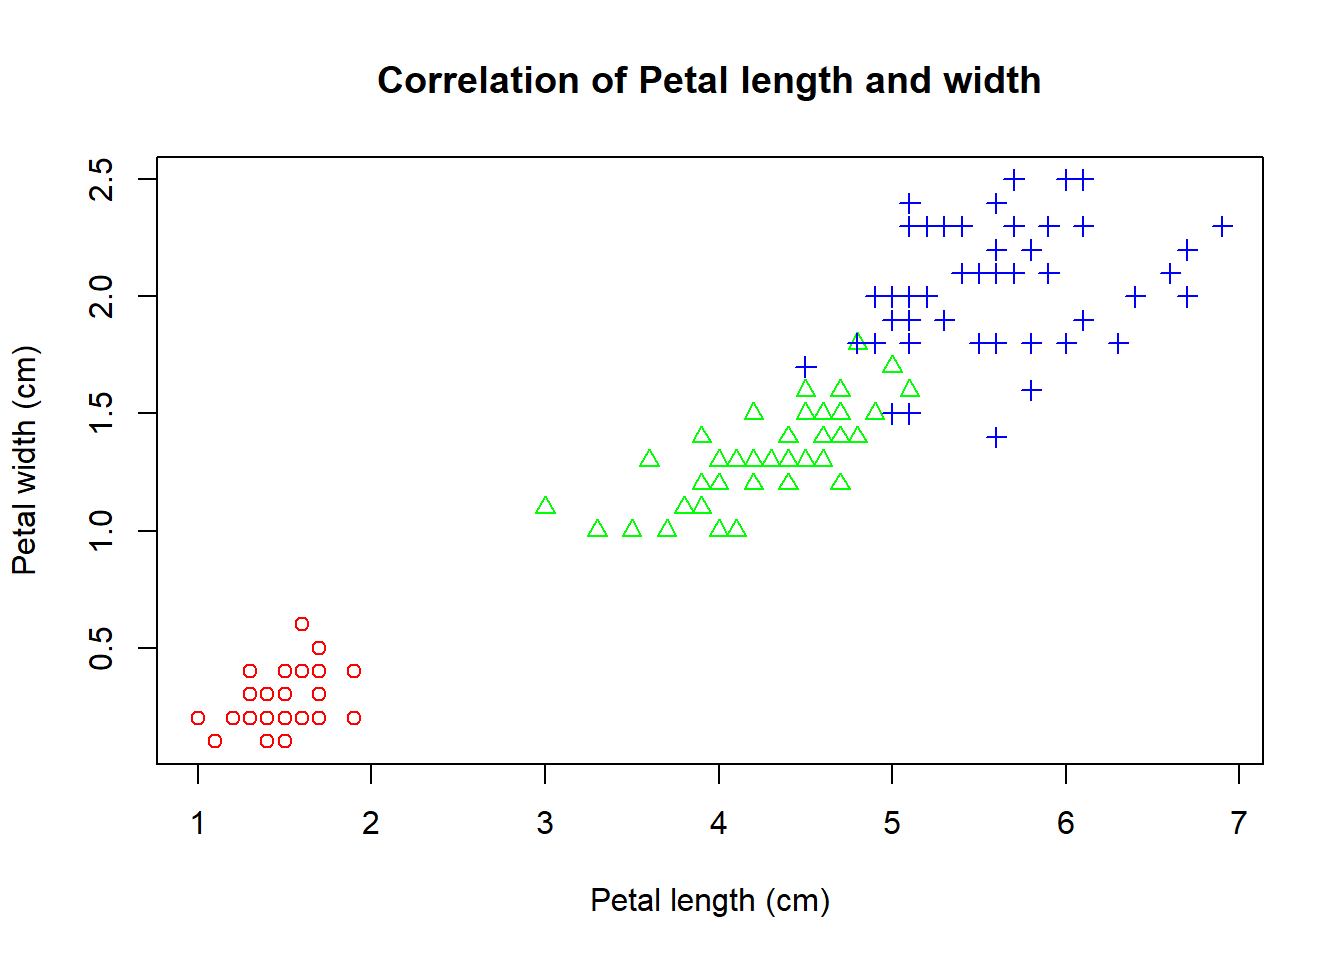 Correlation of Petal length and width
Petal width (cm)
2.5
2.0
1.5
1.0
0.5
1 2 3 4 5 6 7
Petal length (cm)